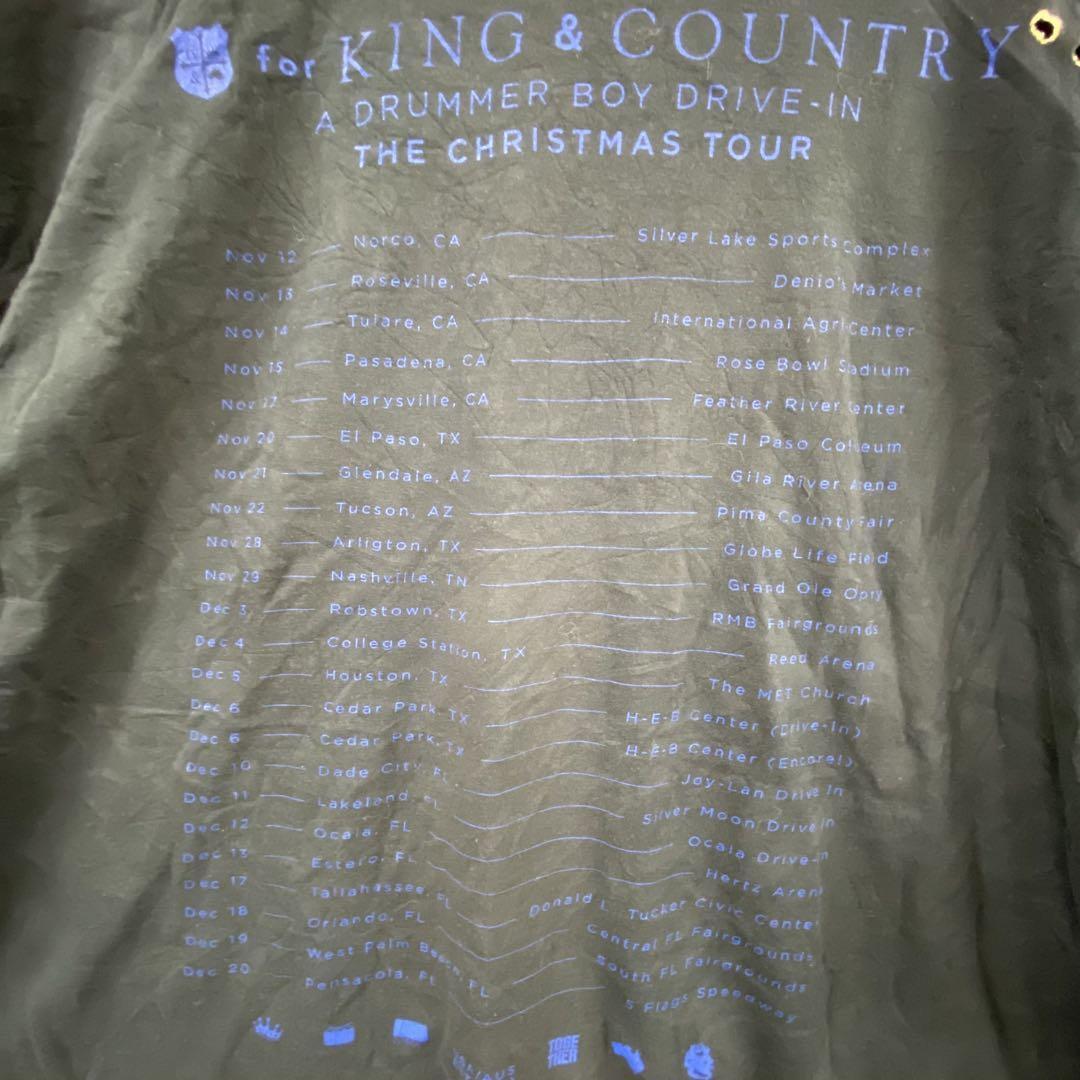 for KING & COUNTRY
A DRUMMER BOY DRIVE-IN
THE CHRISTMAS TOUR
Nov 12 Norco, CA Silver Lake Sports Complex
Nov 13 Roseville, CA Denio's Market
Nov 14 Tulare, CA International Agri Center
Nov 15 Pasadena, CA Rose Bowl Sadium
Nov 17 Marysville, CA Feather River Center
Nov 20 El Paso, TX El Paso Coliseum
Nov 21 Glendale, AZ Gila River Arena
Nov 22 Tucson, AZ Pima County Fair
Nov 28 Arligton, TX Globe Life Field
Nov 29 Nashville, TN Grand Ole Opry
Dec 3 Robstown, TX RMB Fairgrounds
Dec 4 College Station, TX Reed Arena
Dec 5 Houston, TX The MET Church
Dec 6 Cedar Park, TX H-E-B Center (Drive-In)
Dec 6 Cedar Park, TX H-E-B Center (Encore!)
Dec 10 Dade City, FL Joy-Lan Drive In
Dec 11 Lakeland, FL Silver Moon Drive In
Dec 12 Ocala, FL Ocala Drive-In
Dec 13 Estero, FL Hertz Arena
Dec 17 Tallahassee, FL Donald L. Tucker Civic Center
Dec 18 Orlando, FL Central FL Fairgrounds
Dec 19 West Palm Beach, FL South FL Fairgrounds
Dec 20 Pensacola, FL 5 Flags Speedway
TOGE
THER